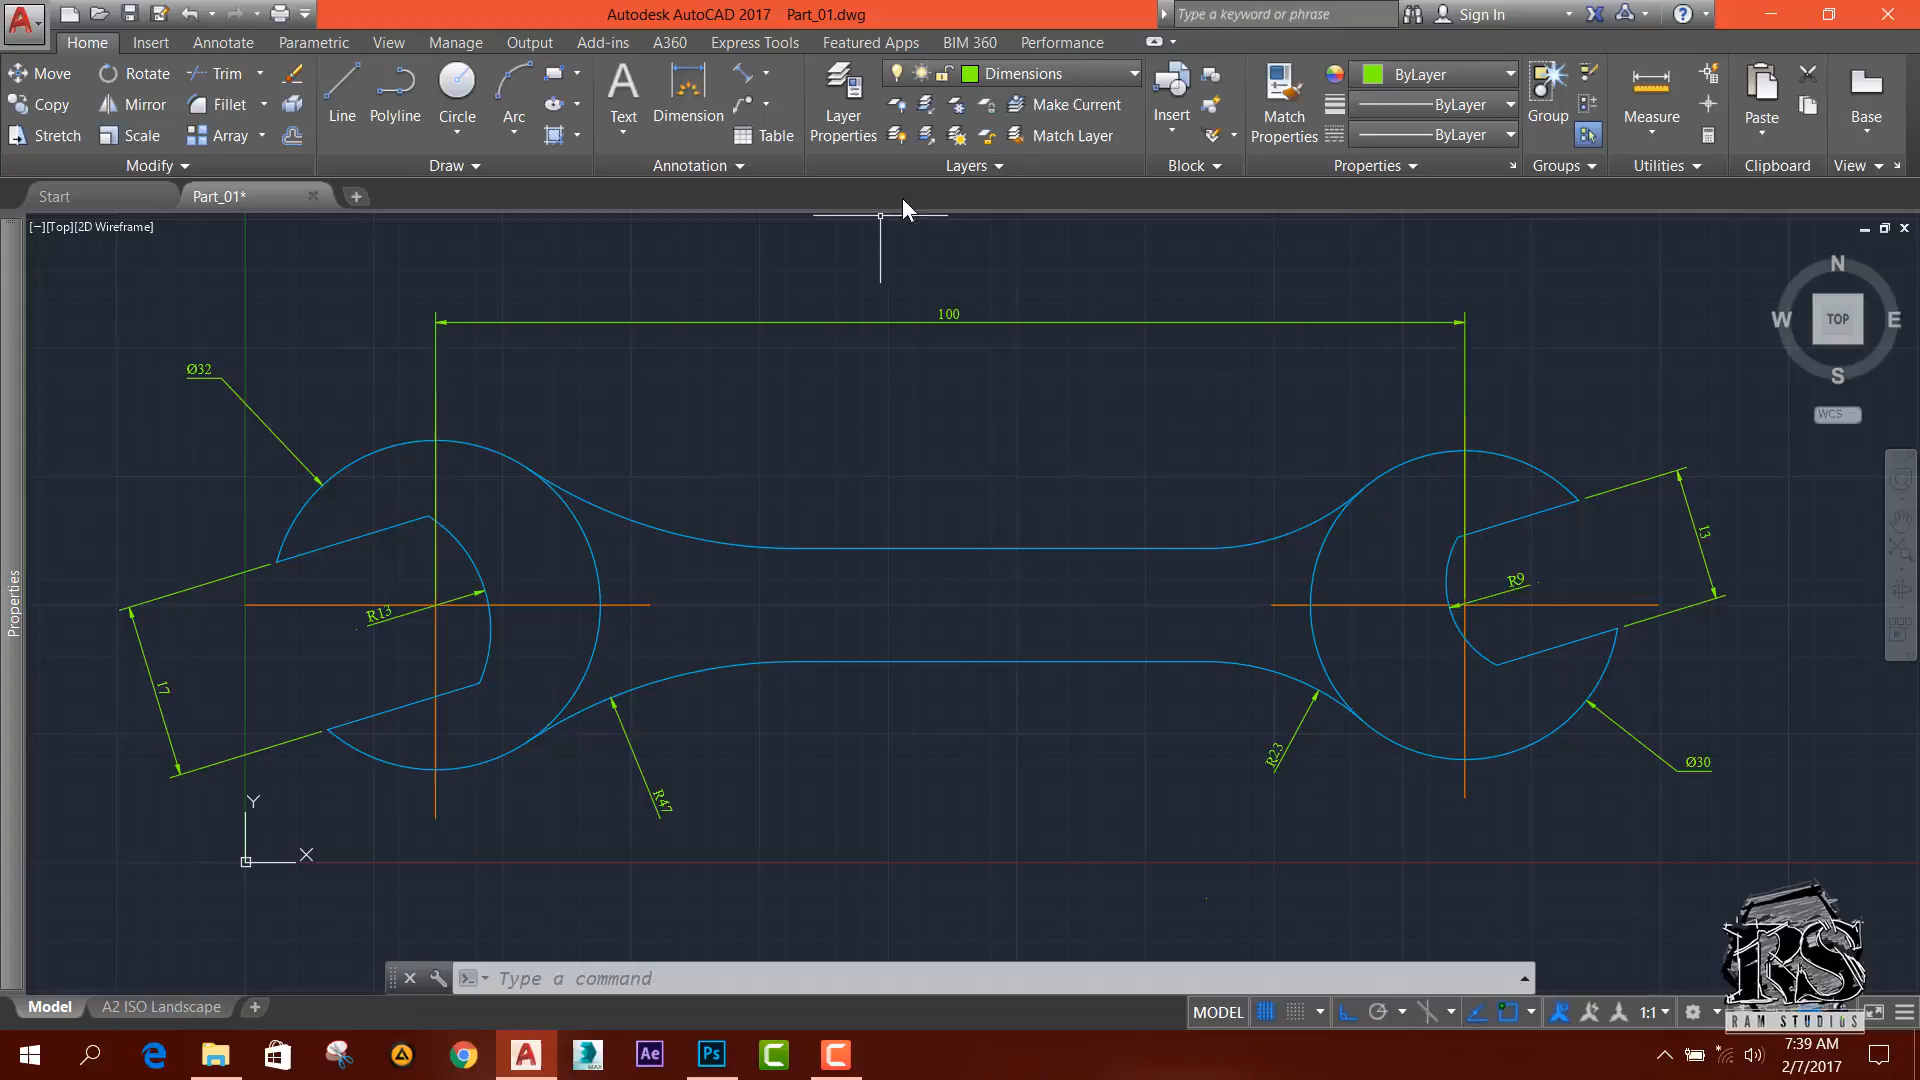 Autodesk AutoCAD 2017 Part_01.dwg
Type a keyword or phrase
Sign In
Home Insert Annotate Parametric View Manage Output Add-ins A360 Express Tools Featured Apps BIM 360 Performance
Move Rotate Trim
Copy Mirror Fillet
Stretch Scale Array
Modify
Line Polyline Circle Arc
Draw
Text Dimension Table
Annotation
Layer Properties
Dimensions
Make Current
Match Layer
Layers
Insert
Block
Match Properties
ByLayer
ByLayer
ByLayer
Properties
Group
Groups
Measure
Utilities
Paste
Clipboard
Base
View
Start Part_01*
[−][Top][2D Wireframe]
N
W TOP E
S
WCS
Properties
100
Ø32
13
R9
R13
17
R47
R23
Ø30
Y
X
Type a command
Model A2 ISO Landscape
MODEL 1:1
RS
RAM STUDIOS
Ae Ps
MAX
7:39 AM
2/7/2017